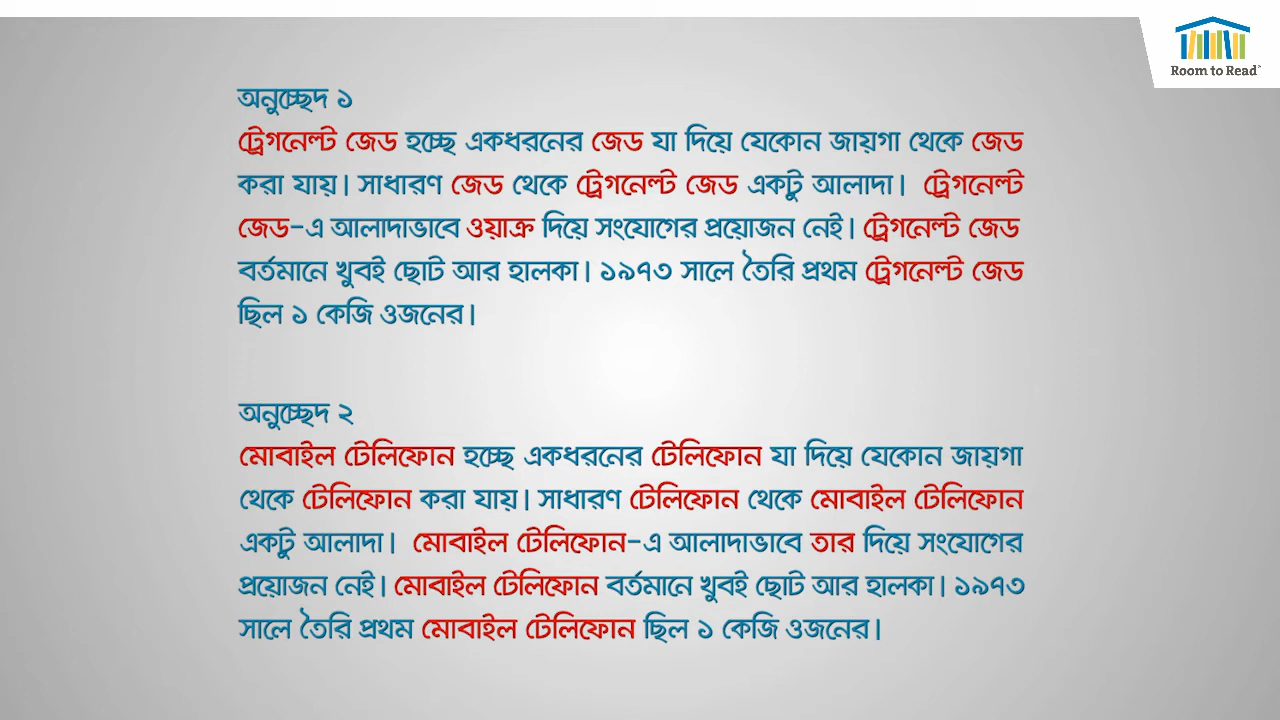 Room to Read
অনুচ্ছেদ ১
ট্রেগনেল্ট জেড হচ্ছে একধরনের জেড যা দিয়ে যেকোন জায়গা থেকে জেড
করা যায়। সাধারণ জেড থেকে ট্রেগনেল্ট জেড একটু আলাদা। ট্রেগনেল্ট
জেড-এ আলাদাভাবে ওয়াক্র দিয়ে সংযোগের প্রয়োজন নেই। ট্রেগনেল্ট জেড
বর্তমানে খুবই ছোট আর হালকা। ১৯৭৩ সালে তৈরি প্রথম ট্রেগনেল্ট জেড
ছিল ১ কেজি ওজনের।
অনুচ্ছেদ ২
মোবাইল টেলিফোন হচ্ছে একধরনের টেলিফোন যা দিয়ে যেকোন জায়গা
থেকে টেলিফোন করা যায়। সাধারণ টেলিফোন থেকে মোবাইল টেলিফোন
একটু আলাদা। মোবাইল টেলিফোন-এ আলাদাভাবে তার দিয়ে সংযোগের
প্রয়োজন নেই। মোবাইল টেলিফোন বর্তমানে খুবই ছোট আর হালকা। ১৯৭৩
সালে তৈরি প্রথম মোবাইল টেলিফোন ছিল ১ কেজি ওজনের।